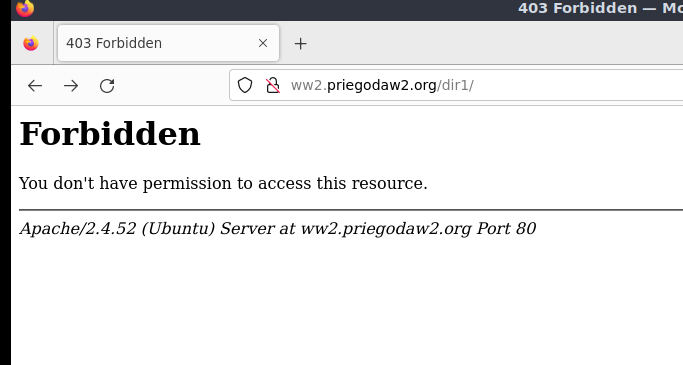 403 Forbidden — Mo
403 Forbidden
ww2.priegodaw2.org/dir1/
Forbidden
You don't have permission to access this resource.
Apache/2.4.52 (Ubuntu) Server at ww2.priegodaw2.org Port 80